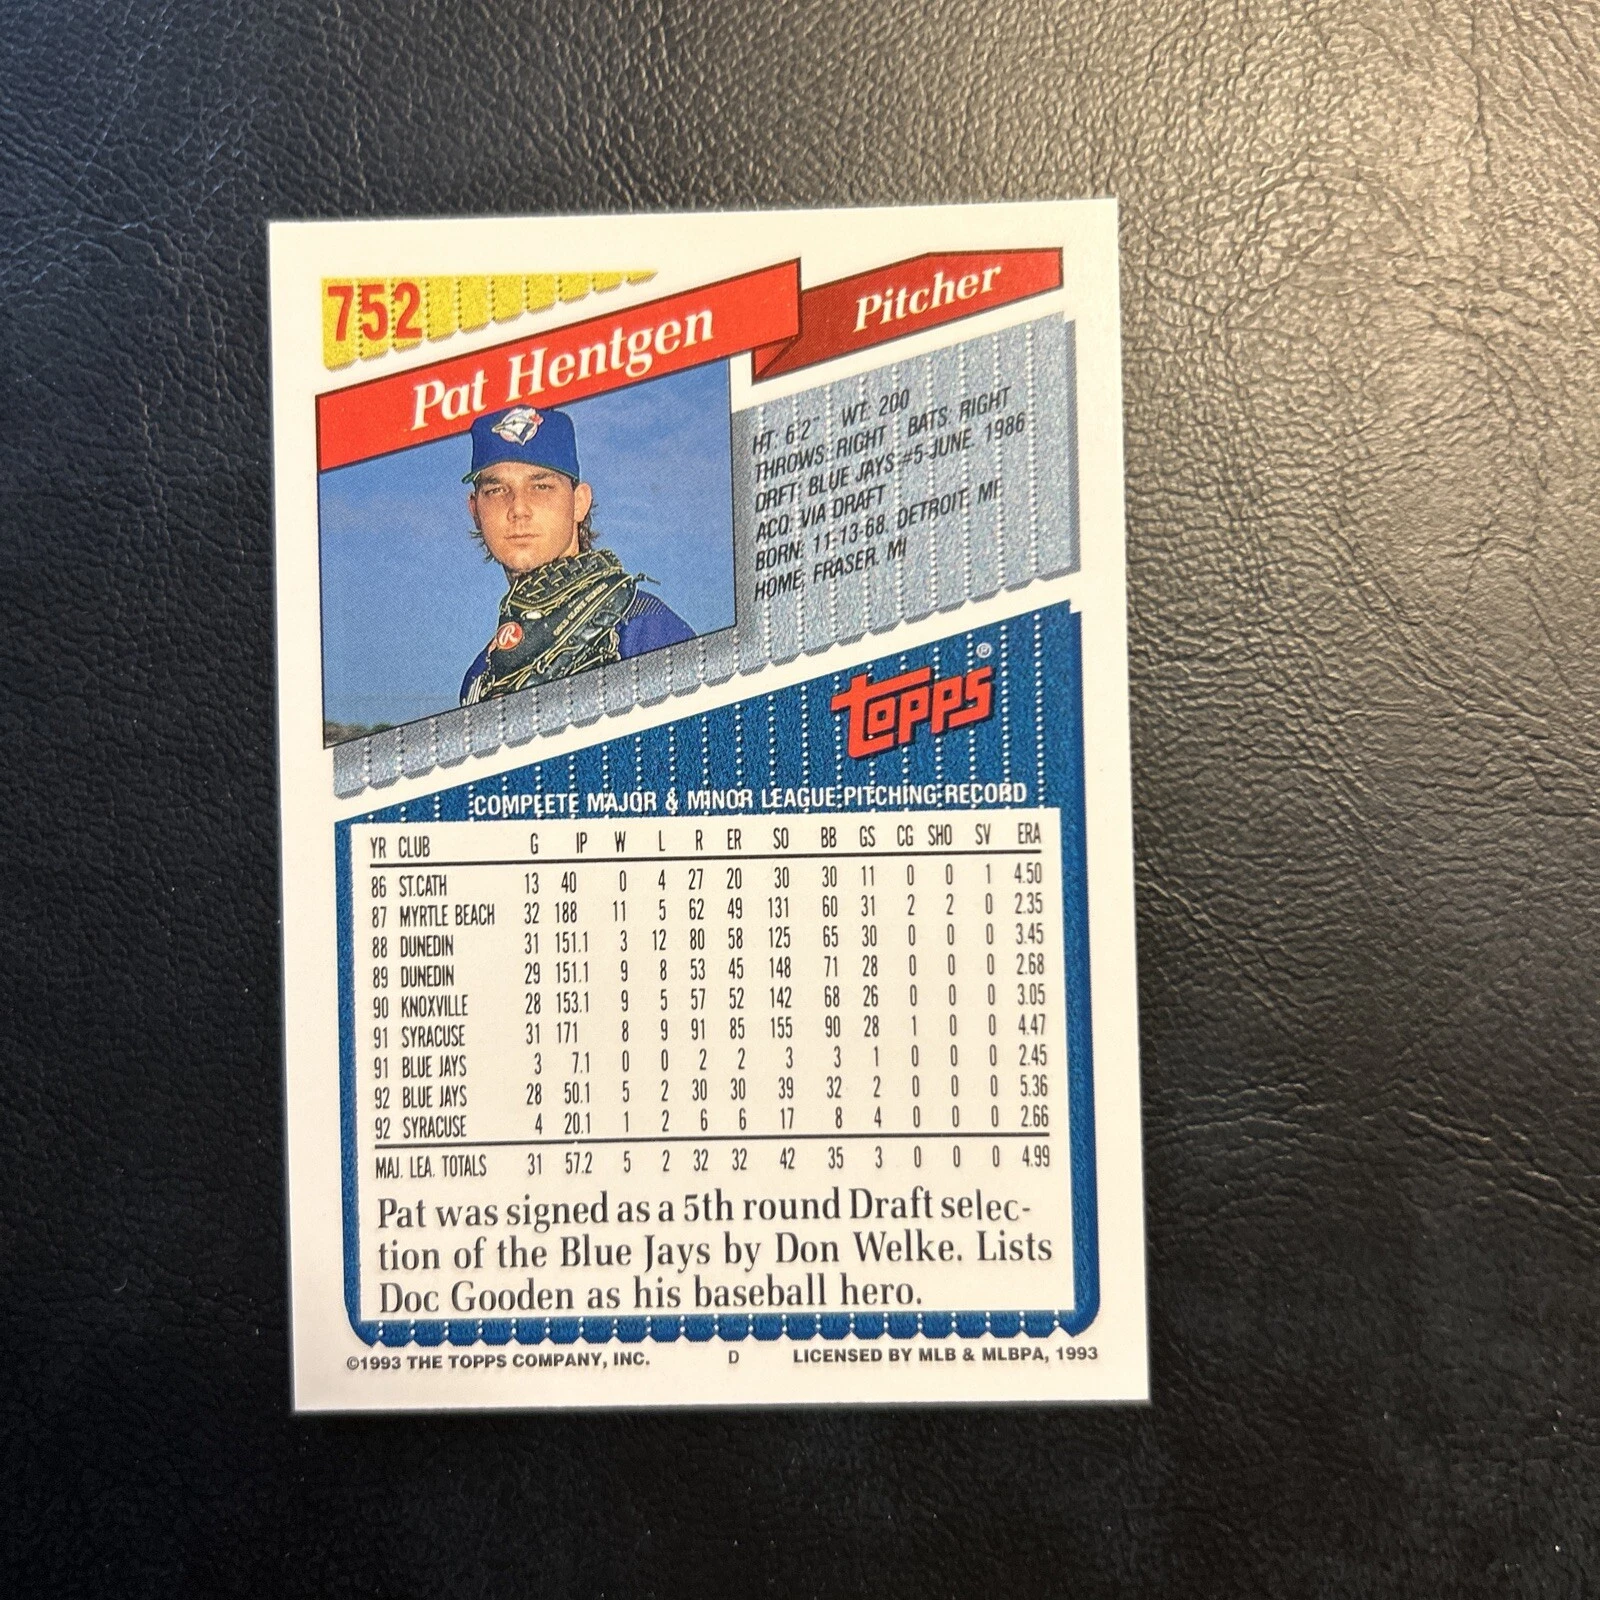 752
Pat Hentgen
Pitcher
HT: 6'2" WT: 200
THROWS: RIGHT BATS: RIGHT
DRFT: BLUE JAYS #5-JUNE, 1986
ACQ: VIA DRAFT
BORN: 11-13-68, DETROIT, MI
HOME: FRASER, MI
topps®
COMPLETE MAJOR & MINOR LEAGUE PITCHING RECORD
YR CLUB G IP W L R ER SO BB GS CG SHO SV ERA
86 ST.CATH 13 40 0 4 27 20 30 30 11 0 0 1 4.50
87 MYRTLE BEACH 32 188 11 5 62 49 131 60 31 2 2 0 2.35
88 DUNEDIN 31 151.1 3 12 80 58 125 65 30 0 0 0 3.45
89 DUNEDIN 29 151.1 9 8 53 45 148 71 28 0 0 0 2.68
90 KNOXVILLE 28 153.1 9 5 57 52 142 68 26 0 0 0 3.05
91 SYRACUSE 31 171 8 9 91 85 155 90 28 1 0 0 4.47
91 BLUE JAYS 3 7.1 0 0 2 2 3 3 1 0 0 0 2.45
92 BLUE JAYS 28 50.1 5 2 30 30 39 32 2 0 0 0 5.36
92 SYRACUSE 4 20.1 1 2 6 6 17 8 4 0 0 0 2.66
MAJ. LEA. TOTALS 31 57.2 5 2 32 32 42 35 3 0 0 0 4.99
Pat was signed as a 5th round Draft selec-
tion of the Blue Jays by Don Welke. Lists
Doc Gooden as his baseball hero.
©1993 THE TOPPS COMPANY, INC. D LICENSED BY MLB & MLBPA, 1993